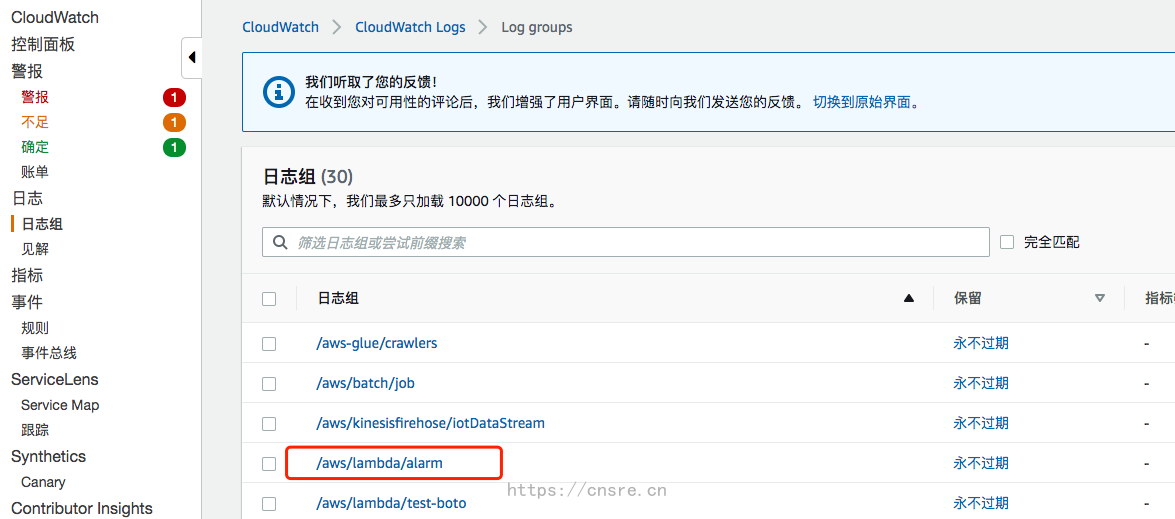 CloudWatch
控制面板
警报
警报 1
不足 1
确定 1
账单
日志
日志组
见解
指标
事件
规则
事件总线
ServiceLens
Service Map
跟踪
Synthetics
Canary
Contributor Insights
CloudWatch > CloudWatch Logs > Log groups
我们听取了您的反馈！
在收到您对可用性的评论后，我们增强了用户界面。请随时向我们发送您的反馈。 切换到原始界面。
日志组 (30)
默认情况下，我们最多只加载 10000 个日志组。
筛选日志组或尝试前缀搜索 完全匹配
日志组 保留
/aws-glue/crawlers 永不过期 -
/aws/batch/job 永不过期 -
/aws/kinesisfirehose/iotDataStream 永不过期 -
/aws/lambda/alarm 永不过期 -
https://cnsre.cn
/aws/lambda/test-boto 永不过期 -